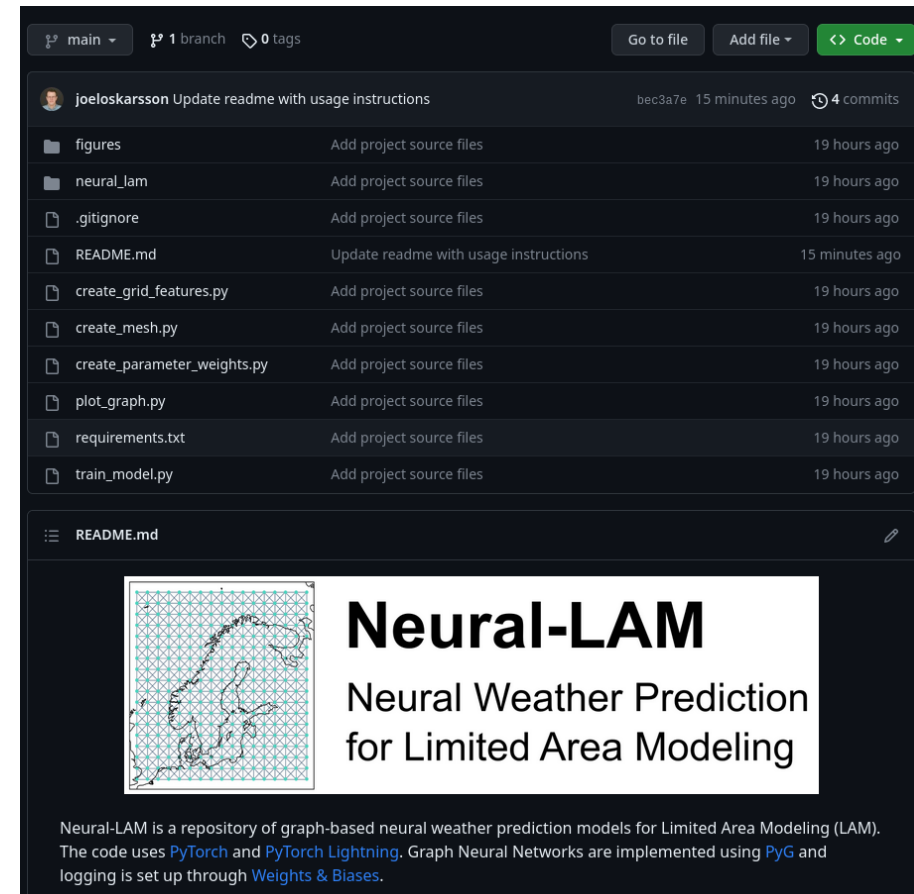 main 1 branch 0 tags Go to file Add file <> Code
joeloskarsson Update readme with usage instructions bec3a7e 15 minutes ago 4 commits
figures Add project source files 19 hours ago
neural_lam Add project source files 19 hours ago
.gitignore Add project source files 19 hours ago
README.md Update readme with usage instructions 15 minutes ago
create_grid_features.py Add project source files 19 hours ago
create_mesh.py Add project source files 19 hours ago
create_parameter_weights.py Add project source files 19 hours ago
plot_graph.py Add project source files 19 hours ago
requirements.txt Add project source files 19 hours ago
train_model.py Add project source files 19 hours ago
README.md
Neural-LAM
Neural Weather Prediction
for Limited Area Modeling
Neural-LAM is a repository of graph-based neural weather prediction models for Limited Area Modeling (LAM).
The code uses PyTorch and PyTorch Lightning. Graph Neural Networks are implemented using PyG and
logging is set up through Weights & Biases.